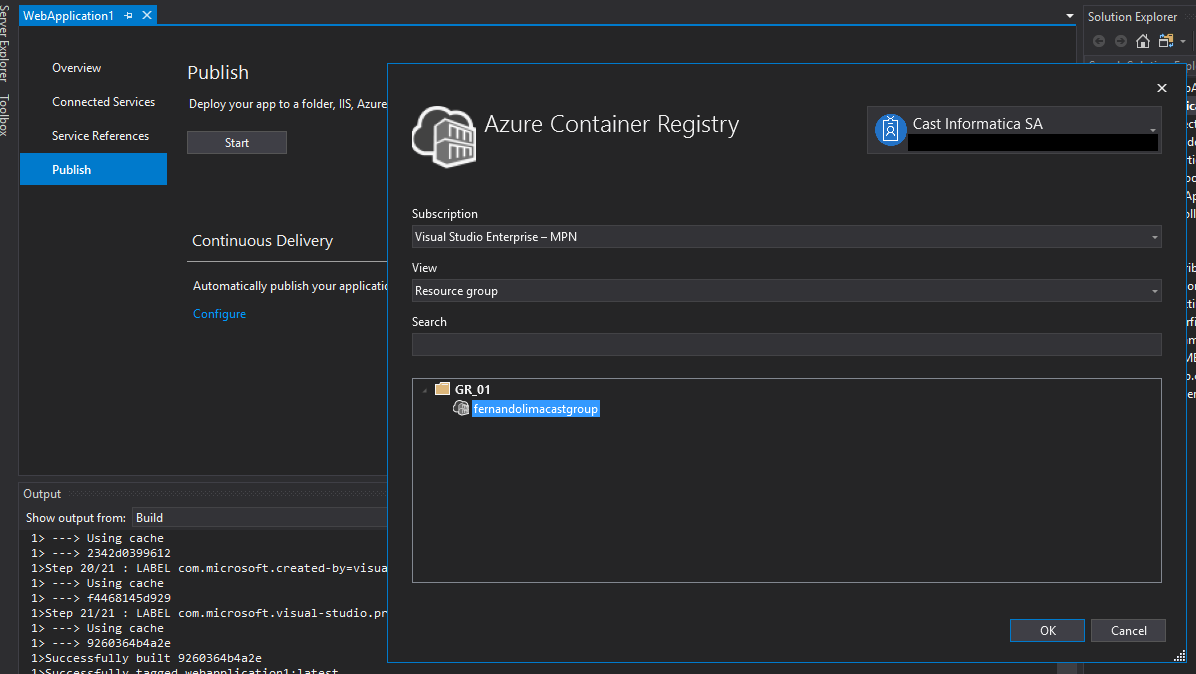 Server Explorer
Toolbox
WebApplication1
Overview
Connected Services
Service References
Publish
Publish
Deploy your app to a folder, IIS, Azure
Start
Continuous Delivery
Automatically publish your applicatio
Configure
Azure Container Registry
Cast Informatica SA
Subscription
Visual Studio Enterprise – MPN
View
Resource group
Search
GR_01
fernandolimacastgroup
OK
Cancel
Solution Explorer
Output
Show output from: Build
1> ---> Using cache
1> ---> 2342d0399612
1>Step 20/21 : LABEL com.microsoft.created-by=visua
1> ---> Using cache
1> ---> f4468145d929
1>Step 21/21 : LABEL com.microsoft.visual-studio.pr
1> ---> Using cache
1> ---> 9260364b4a2e
1>Successfully built 9260364b4a2e
1>Successfully tagged webapplication1:latest